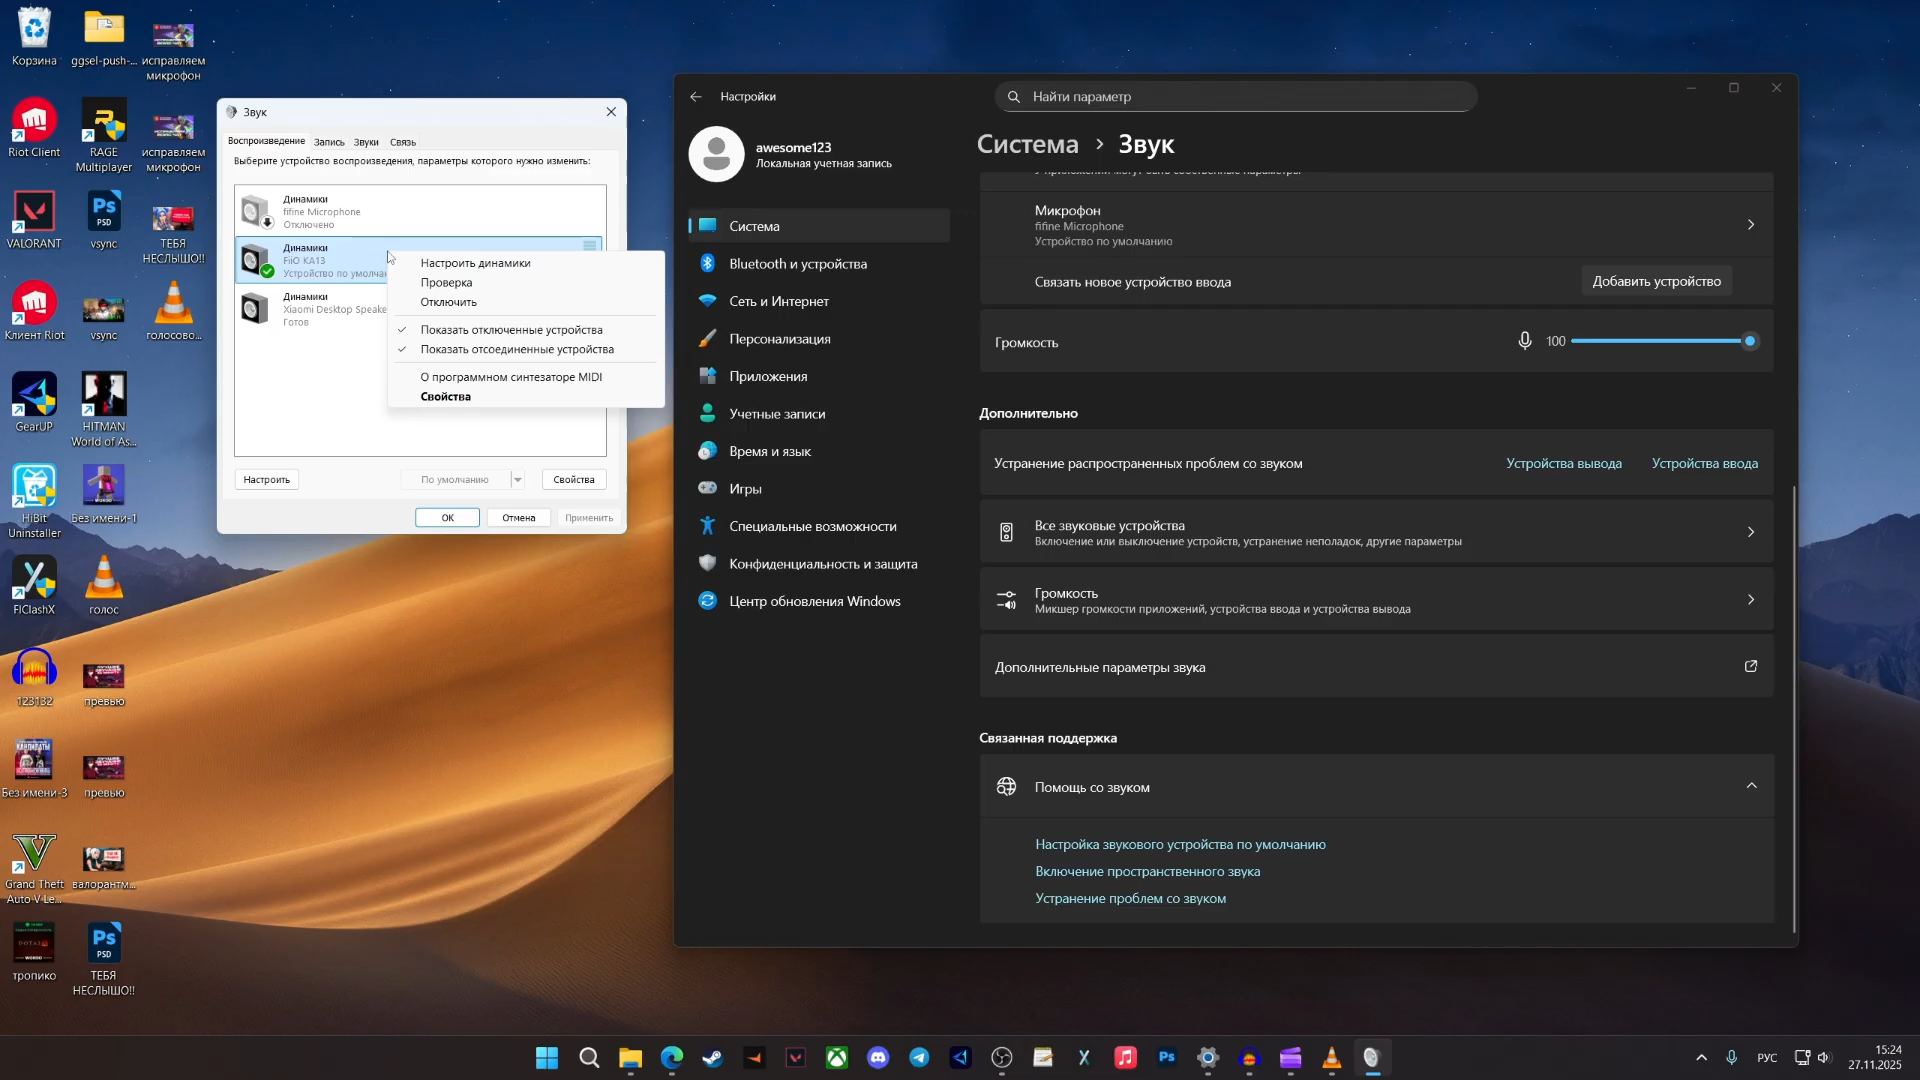 Корзина
ggsel-push-...
исправляем
микрофон
Riot Client
RAGE
Multiplayer
исправляем
микрофон
VALORANT
vsync
ТЕБЯ
НЕСЛЫШО!!
Клиент Riot
vsync
голосово...
GearUP
HITMAN
World of As...
HiBit
Uninstaller
Без имени-1
FlClashX
голос
123132
превью
Без имени-3
превью
Grand Theft
Auto V Le...
валорантм...
тропико
ТЕБЯ
НЕСЛЫШО!!
Звук
Воспроизведение
Запись
Звуки
Связь
Выберите устройство воспроизведения, параметры которого нужно изменить:
Динамики
fifine Microphone
Отключено
Динамики
FiiO KA13
Устройство по умолча
Динамики
Xiaomi Desktop Speake
Готов
Настроить динамики
Проверка
Отключить
Показать отключенные устройства
Показать отсоединенные устройства
О программном синтезаторе MIDI
Свойства
Настроить
По умолчанию
Свойства
ОК
Отмена
Применить
Настройки
Найти параметр
awesome123
Локальная учетная запись
Система
Bluetooth и устройства
Сеть и Интернет
Персонализация
Приложения
Учетные записи
Время и язык
Игры
Специальные возможности
Конфиденциальность и защита
Центр обновления Windows
Система > Звук
У приложений могут быть собственные параметры.
Микрофон
fifine Microphone
Устройство по умолчанию
Связать новое устройство ввода
Добавить устройство
Громкость
100
Дополнительно
Устранение распространенных проблем со звуком
Устройства вывода
Устройства ввода
Все звуковые устройства
Включение или выключение устройств, устранение неполадок, другие параметры
Громкость
Микшер громкости приложений, устройства ввода и устройства вывода
Дополнительные параметры звука
Связанная поддержка
Помощь со звуком
Настройка звукового устройства по умолчанию
Включение пространственного звука
Устранение проблем со звуком
РУС
15:24
27.11.2025